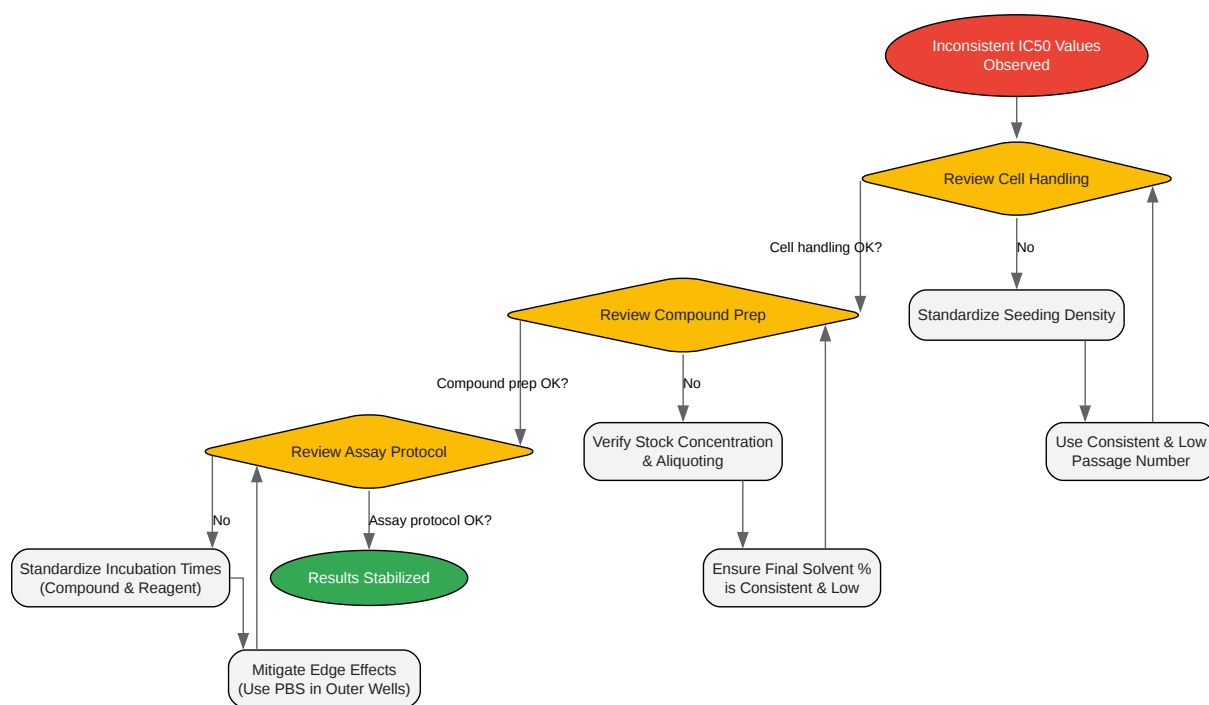 Inconsistent IC50 Values
Observed
Review Cell Handling
Cell handling OK?
No
Review Compound Prep
Standardize Seeding Density
Compound prep OK?
No
Verify Stock Concentration
& Aliquoting
Use Consistent & Low
Passage Number
Review Assay Protocol
No
Assay protocol OK?
Standardize Incubation Times
(Compound & Reagent)
Results Stabilized
Ensure Final Solvent %
is Consistent & Low
Mitigate Edge Effects
(Use PBS in Outer Wells)